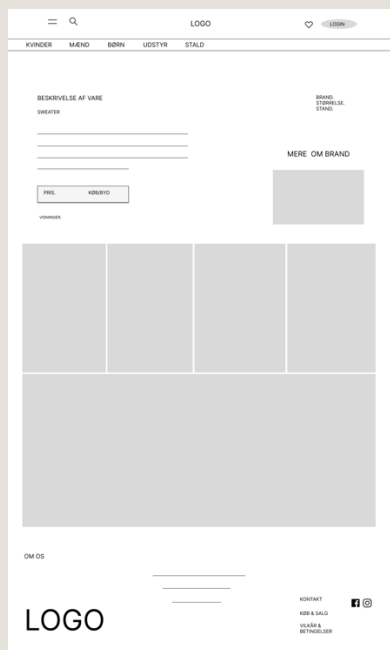 LOGO
LOGIN
KVINDER MÆND BØRN UDSTYR STALD
BESKRIVELSE AF VARE
SWEATER
BRAND.
STØRRELSE.
STAND.
MERE OM BRAND
PRIS. KØB/BYD
VISNINGER.
OM OS
LOGO
KONTAKT
KØB & SALG
VILKÅR &
BETINGELSER